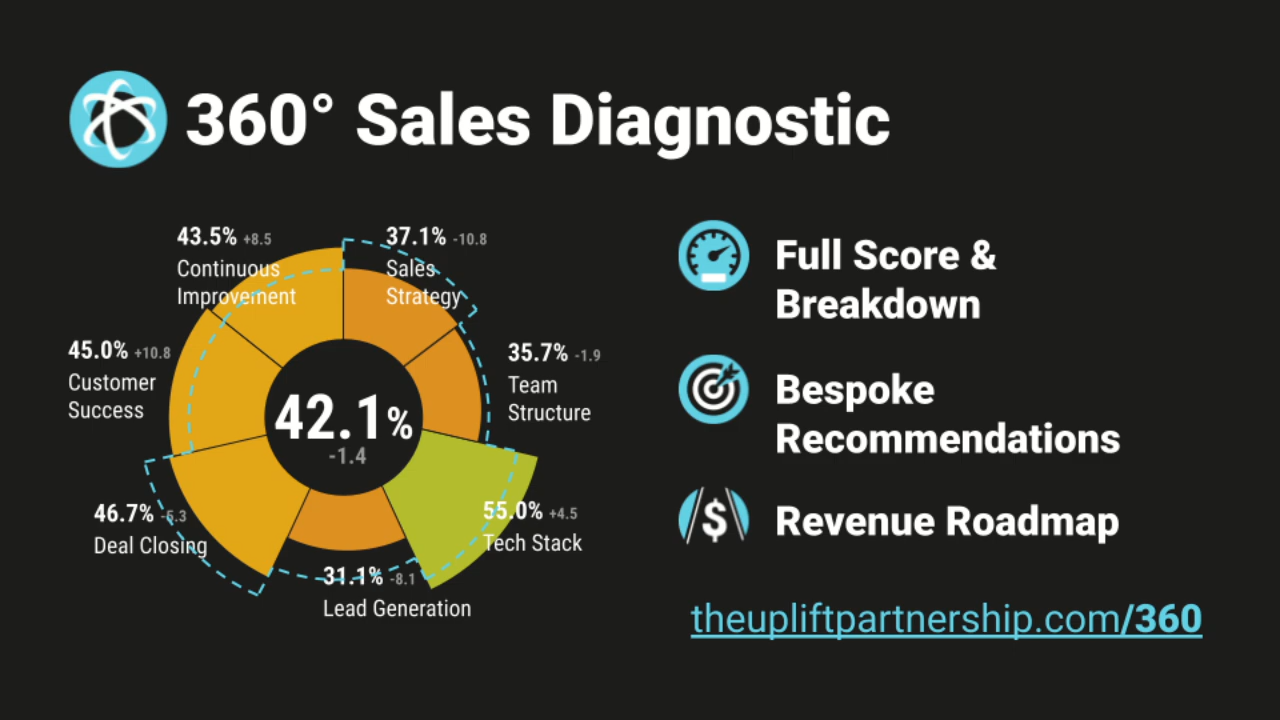 360° Sales Diagnostic
43.5% +8.5
Continuous
Improvement
37.1% -10.8
Sales
Strategy
45.0% +10.8
Customer
Success
35.7% -1.9
Team
Structure
42.1%
-1.4
46.7% -5.3
Deal Closing
55.0% +4.5
Tech Stack
31.1% -8.1
Lead Generation
Full Score &
Breakdown
Bespoke
Recommendations
$
Revenue Roadmap
theupliftpartnership.com/360